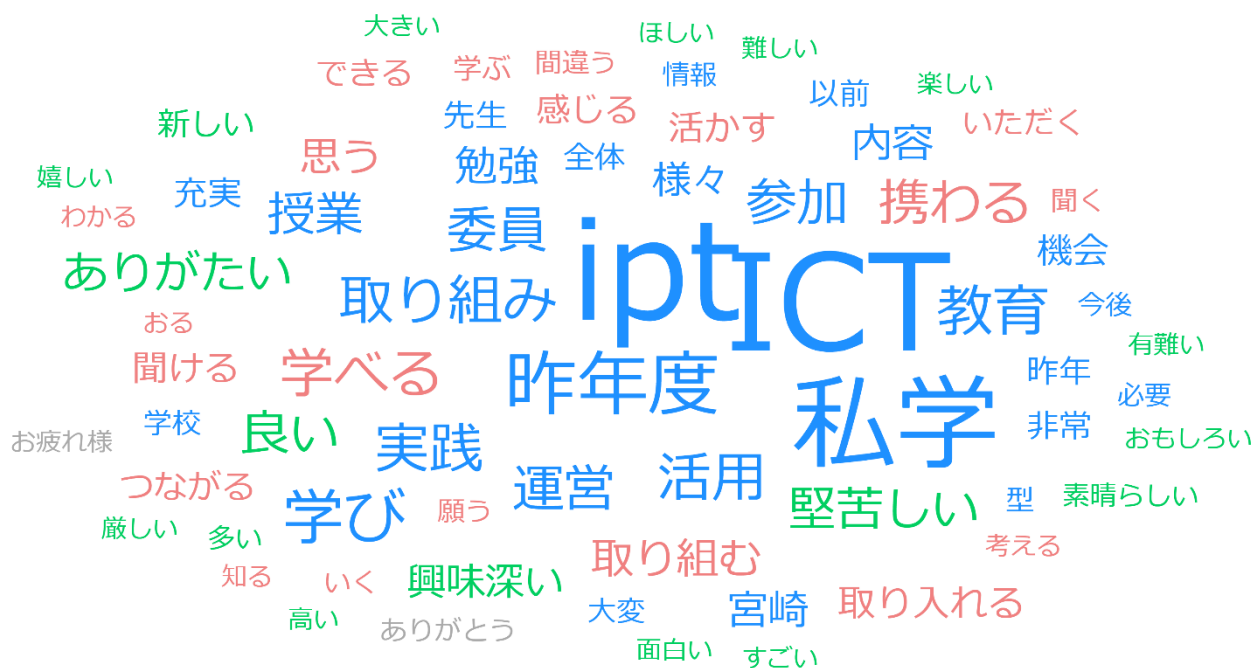 大きい
ほしい
難しい
できる
学ぶ
間違う
情報
楽しい
新しい
先生
感じる
活かす
以前
いただく
思う
勉強
全体
様々
内容
嬉しい
わかる
充実
授業
委員
参加
携わる
聞く
ありがたい
取り組み
ipt
ICT
教育
機会
今後
おる
聞ける
学べる
昨年度
昨年
有難い
必要
学校
良い
実践
私学
非常
おもしろい
お疲れ様
つながる
学び
運営
活用
堅苦しい
型
素晴らしい
厳しい
多い
願う
考える
知る
いく
興味深い
取り組む
取り入れる
高い
ありがとう
大変
宮崎
面白い
すごい